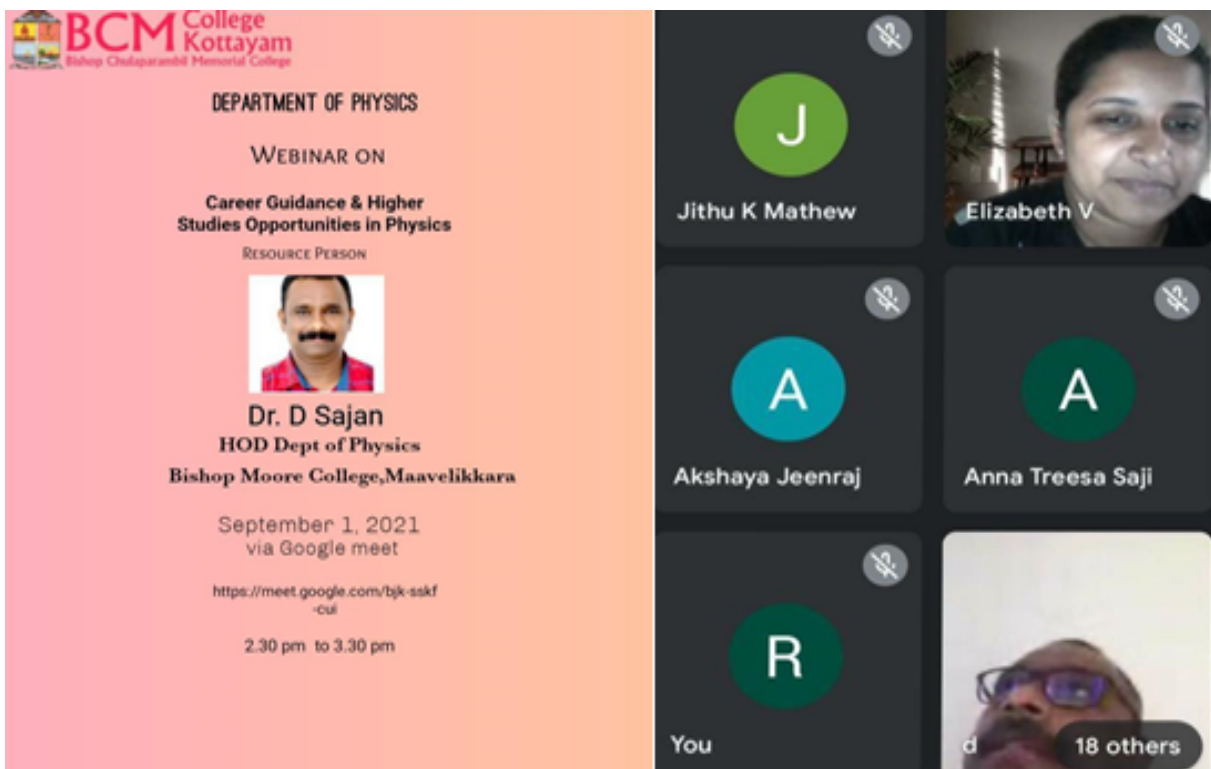 BCM College
Kottayam
Bishop Chulaparambil Memorial College
DEPARTMENT OF PHYSICS
WEBINAR ON
Career Guidance & Higher
Studies Opportunities in Physics
RESOURCE PERSON
Dr. D Sajan
HOD Dept of Physics
Bishop Moore College,Maavelikkara
September 1, 2021
via Google meet
https://meet.google.com/bjk-sskf
-cui
2.30 pm to 3.30 pm
J
Jithu K Mathew
Elizabeth V
A
Akshaya Jeenraj
A
Anna Treesa Saji
R
You
d
18 others